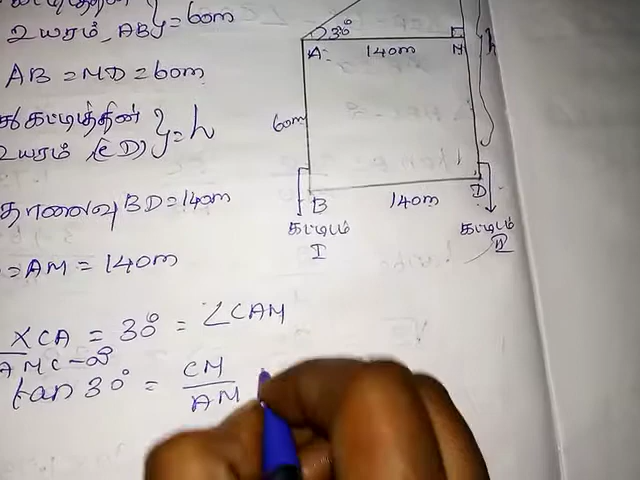 உயரம், AB } = 60m
AB = MD = 60m
கட்டிடத்தின்
உயரம் (CD) } = h
BD = 140m
= AM = 140m
XCA = 30° = ∠CAM
AMC-ல்
tan 30° = CM / AM
30°
A
140m
M
h
60m
B
140m
D
கட்டிடம்
I
கட்டிடம்
II